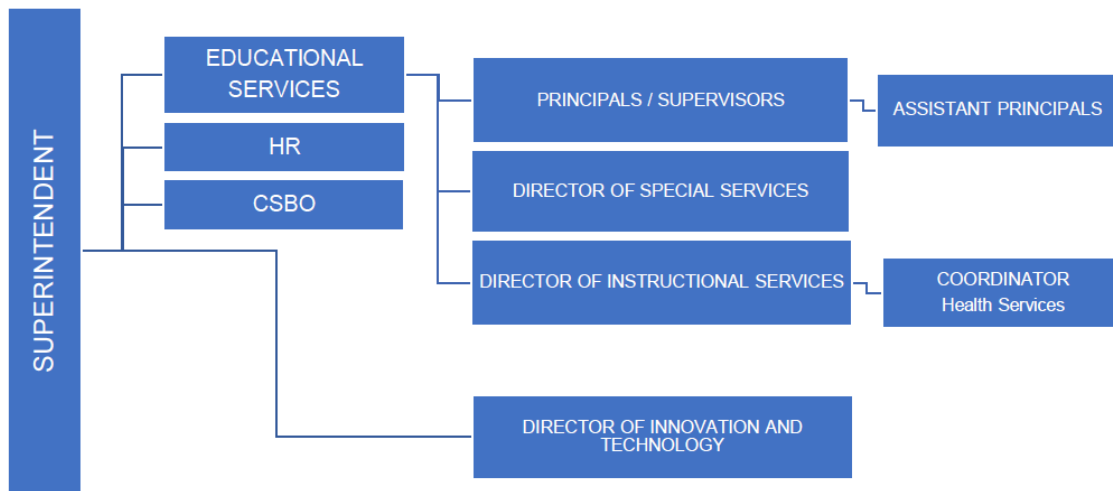 SUPERINTENDENT
EDUCATIONAL
SERVICES
HR
CSBO
PRINCIPALS / SUPERVISORS
ASSISTANT PRINCIPALS
DIRECTOR OF SPECIAL SERVICES
DIRECTOR OF INSTRUCTIONAL SERVICES
COORDINATOR
Health Services
DIRECTOR OF INNOVATION AND
TECHNOLOGY